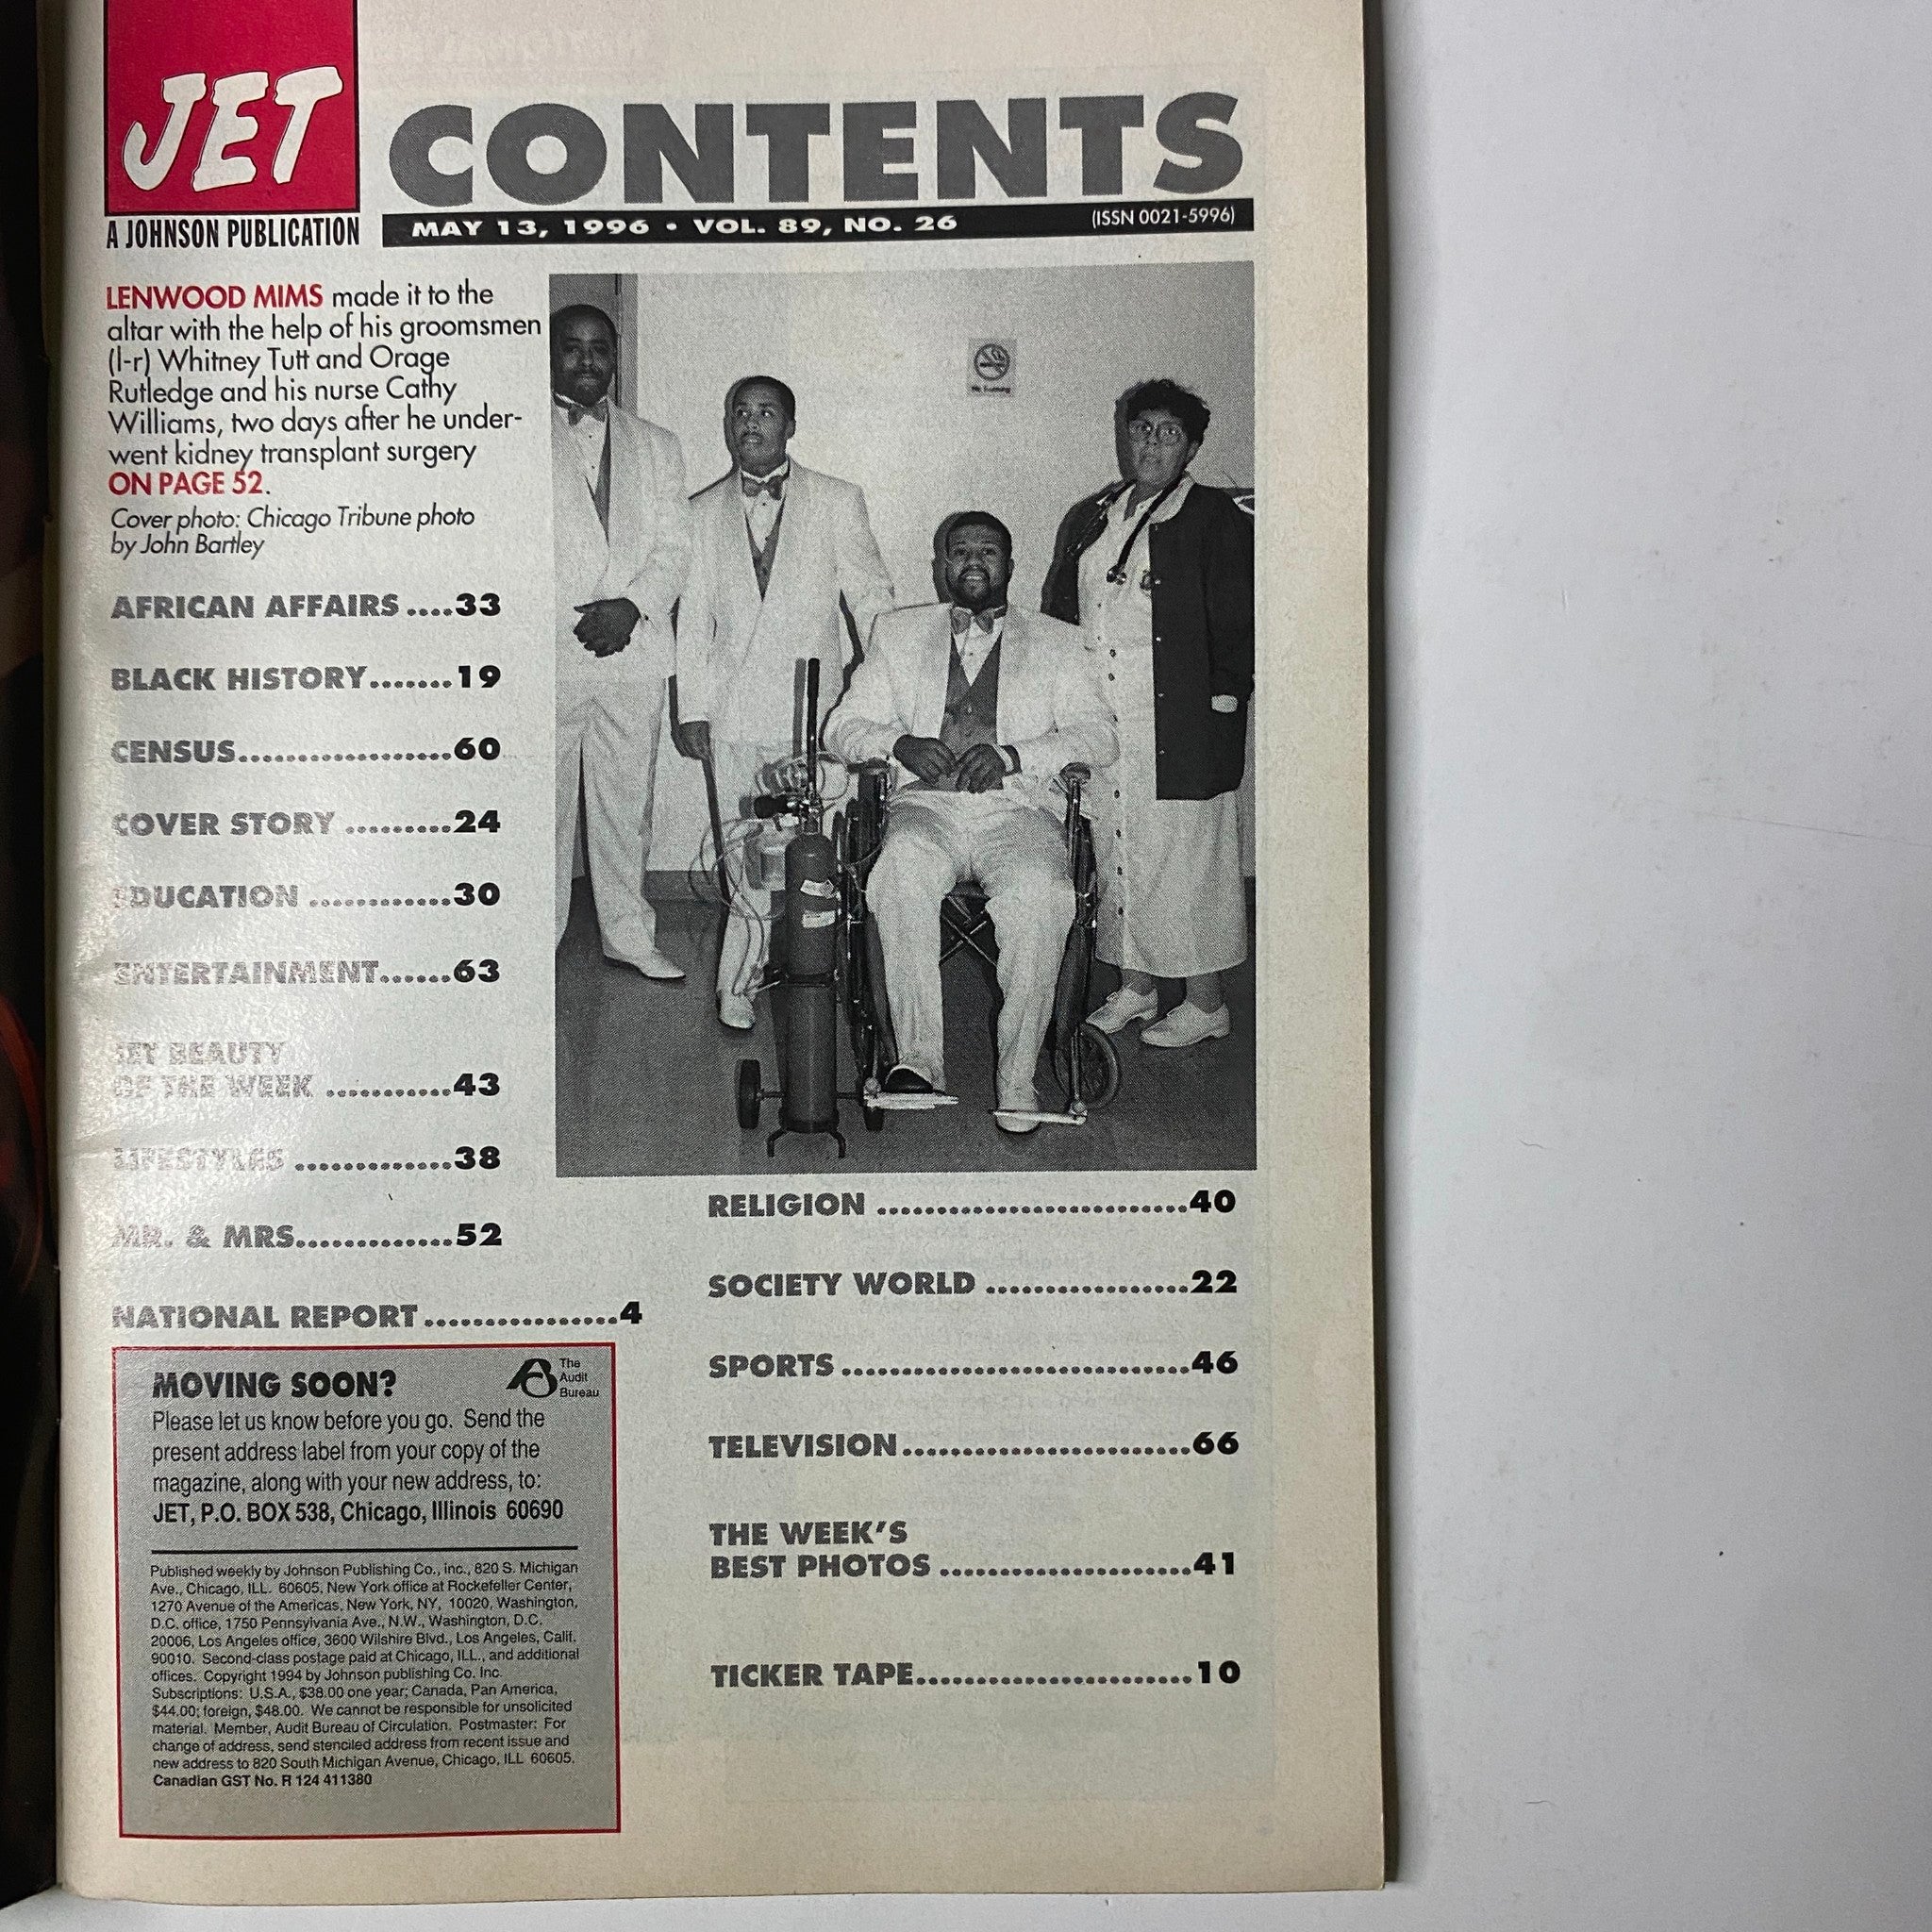 JET
A JOHNSON PUBLICATION
CONTENTS
MAY 13, 1996 • VOL. 89, NO. 26 (ISSN 0021-5996)
LENWOOD MIMS made it to the
altar with the help of his groomsmen
(l-r) Whitney Tutt and Orage
Rutledge and his nurse Cathy
Williams, two days after he under-
went kidney transplant surgery
ON PAGE 52.
Cover photo: Chicago Tribune photo
by John Bartley
AFRICAN AFFAIRS ....33
BLACK HISTORY.......19
CENSUS..................60
COVER STORY .........24
EDUCATION ............30
ENTERTAINMENT......63
JET BEAUTY
OF THE WEEK ...........43
LIFESTYLES .............38
MR. & MRS.............52
NATIONAL REPORT................4
RELIGION ..........................40
SOCIETY WORLD .................22
SPORTS .............................46
TELEVISION........................66
THE WEEK'S
BEST PHOTOS .....................41
TICKER TAPE.......................10
MOVING SOON?
The
Audit
Bureau
Please let us know before you go. Send the
present address label from your copy of the
magazine, along with your new address, to:
JET, P.O. BOX 538, Chicago, Illinois 60690
Published weekly by Johnson Publishing Co., inc., 820 S. Michigan
Ave., Chicago, ILL. 60605, New York office at Rockefeller Center,
1270 Avenue of the Americas, New York, NY, 10020, Washington,
D.C. office, 1750 Pennsylvania Ave., N.W., Washington, D.C.
20006, Los Angeles office, 3600 Wilshire Blvd., Los Angeles, Calif.
90010. Second-class postage paid at Chicago, ILL., and additional
offices. Copyright 1994 by Johnson publishing Co. Inc.
Subscriptions: U.S.A., $38.00 one year; Canada, Pan America,
$44.00; foreign, $48.00. We cannot be responsible for unsolicited
material. Member, Audit Bureau of Circulation. Postmaster: For
change of address, send stenciled address from recent issue and
new address to 820 South Michigan Avenue, Chicago, ILL 60605.
Canadian GST No. R 124 411380